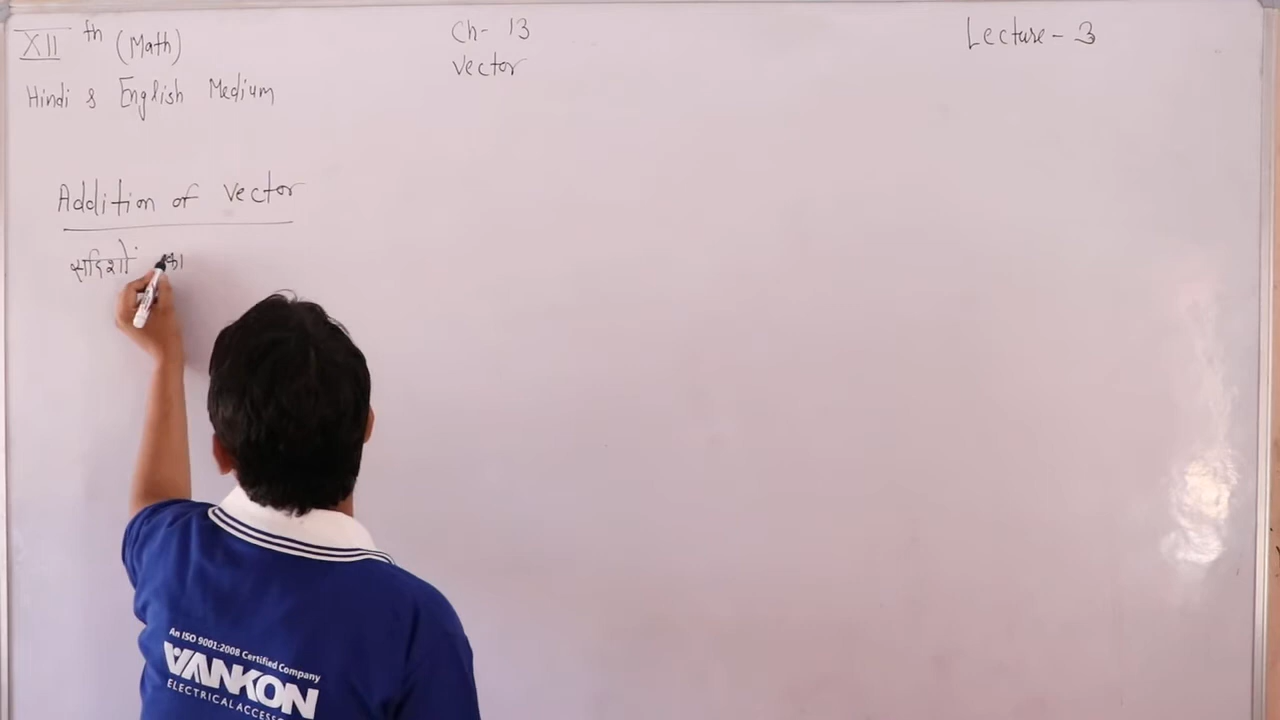 XII th (Math)
Ch- 13
Lecture - 3
Vector
Hindi & English Medium
Addition of Vector
सदिशों का
An ISO 9001:2008 Certified Company
VANKON
ELECTRICAL ACCESS